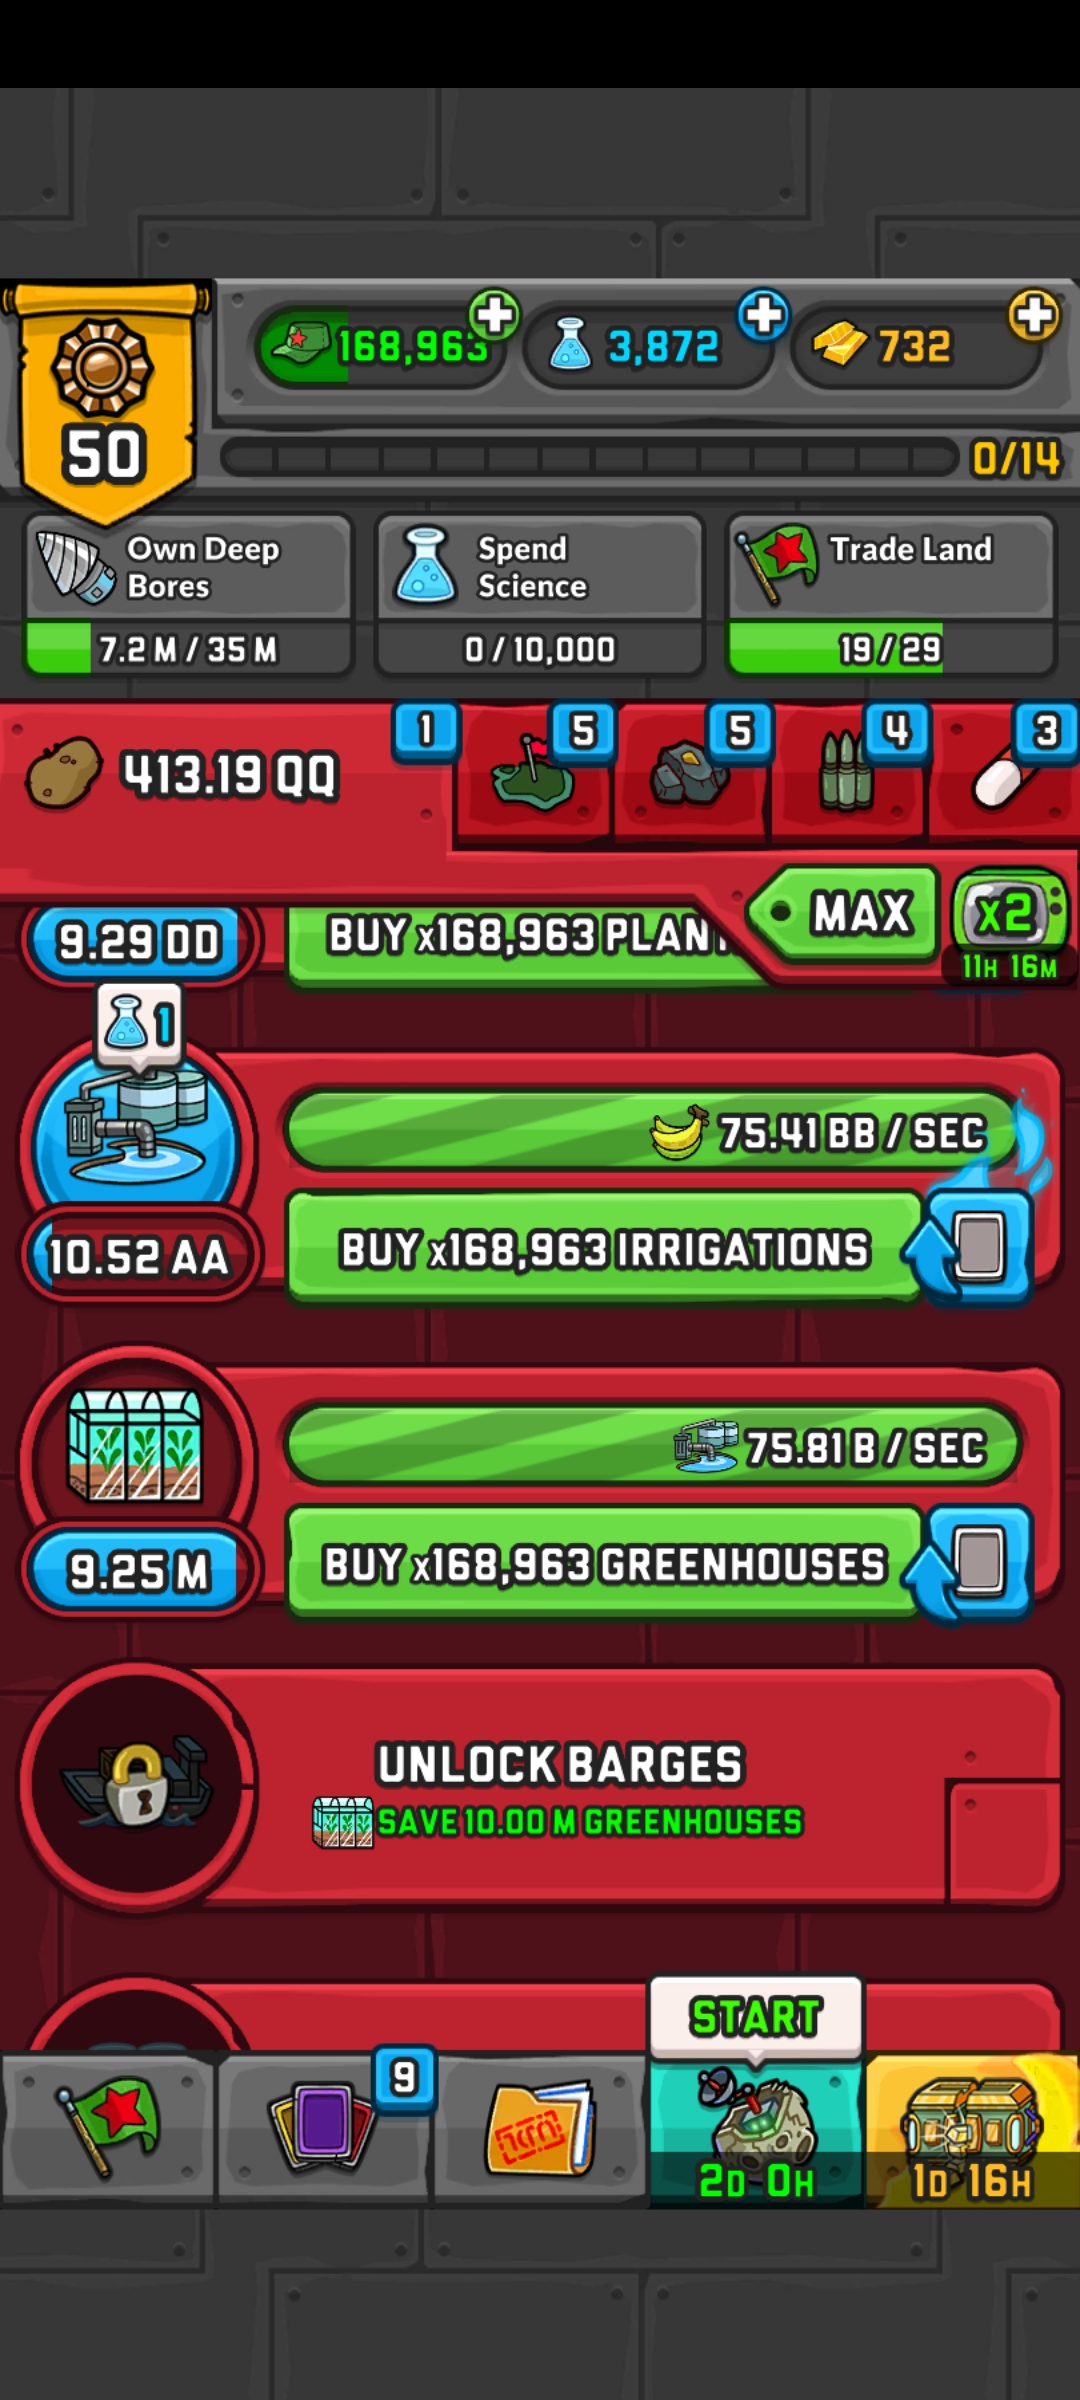 168,963
3,872
732
50
0/14
Own Deep
Bores
7.2 M / 35 M
Spend
Science
0 / 10,000
Trade Land
19 / 29
413.19 QQ
1
5
5
4
3
MAX
x2
11H 16M
9.29 DD
BUY x168,963 PLANT
1
75.41 BB / SEC
10.52 AA
BUY x168,963 IRRIGATIONS
75.81 B / SEC
9.25 M
BUY x168,963 GREENHOUSES
UNLOCK BARGES
SAVE 10.00 M GREENHOUSES
START
9
2D 0H
1D 16H